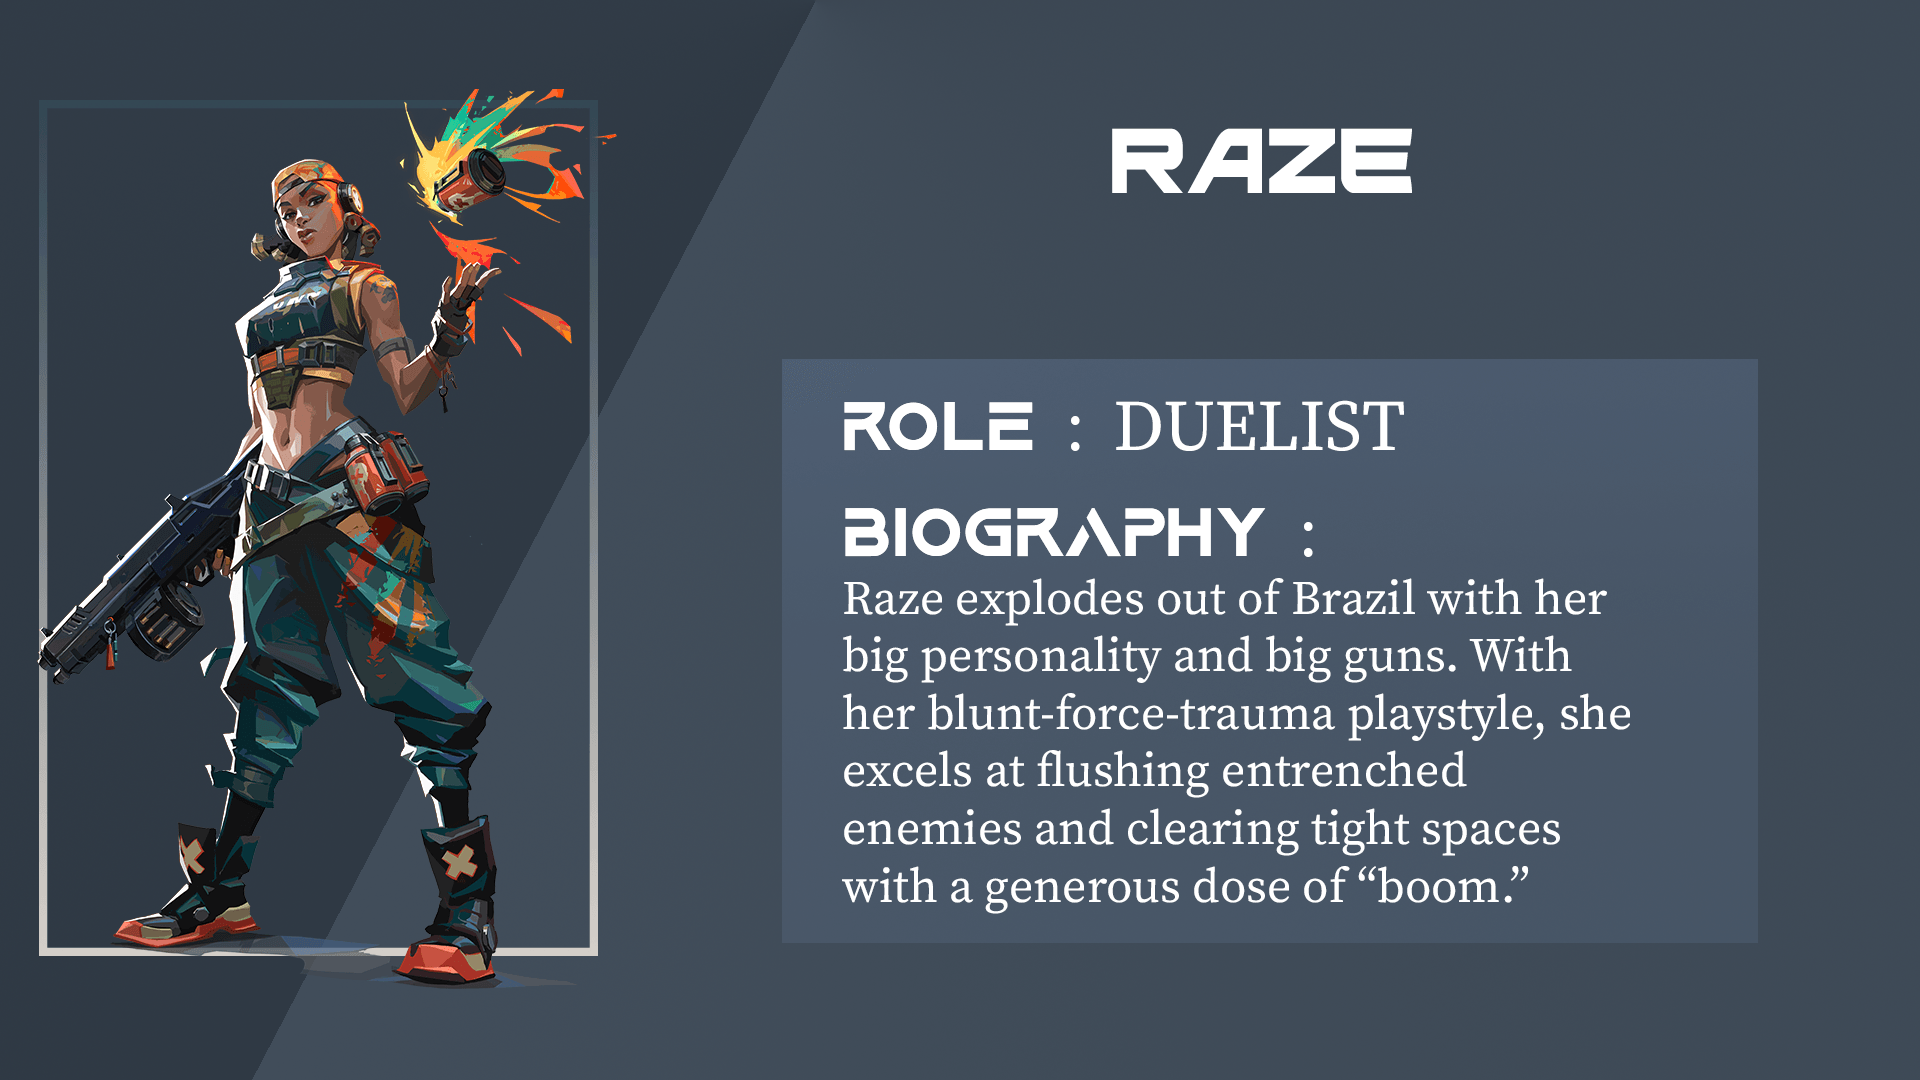 RAZE
ROLE : DUELIST
BIOGRAPHY :
Raze explodes out of Brazil with her
big personality and big guns. With
her blunt-force-trauma playstyle, she
excels at flushing entrenched
enemies and clearing tight spaces
with a generous dose of “boom.”